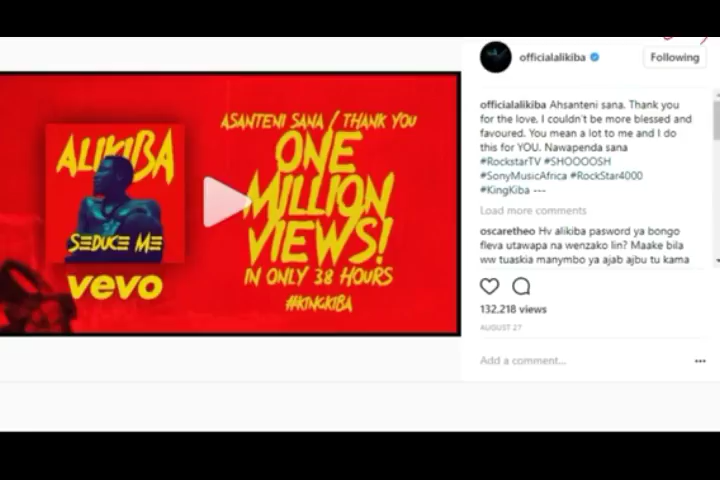 officialalikiba
Following
ALIKIBA
SEDUCE ME
vevo
ASANTENI SANA / THANK YOU
ONE
MILLION
VIEWS!
IN ONLY 38 HOURS
#KINGKIBA
officialalikiba Ahsanteni sana. Thank you
for the love, I couldn't be more blessed and
favoured. You mean a lot to me and I do
this for YOU. Nawapenda sana
#RockstarTV #SHOOOOSH
#SonyMusicAfrica #RockStar4000
#KingKiba ---
Load more comments
oscaretheo Hv alikiba pasword ya bongo
fleva utawapa na wenzako lin? Maake bila
ww tuaskia manymbo ya ajab ajbu tu kama
132,218 views
AUGUST 27
Add a comment...